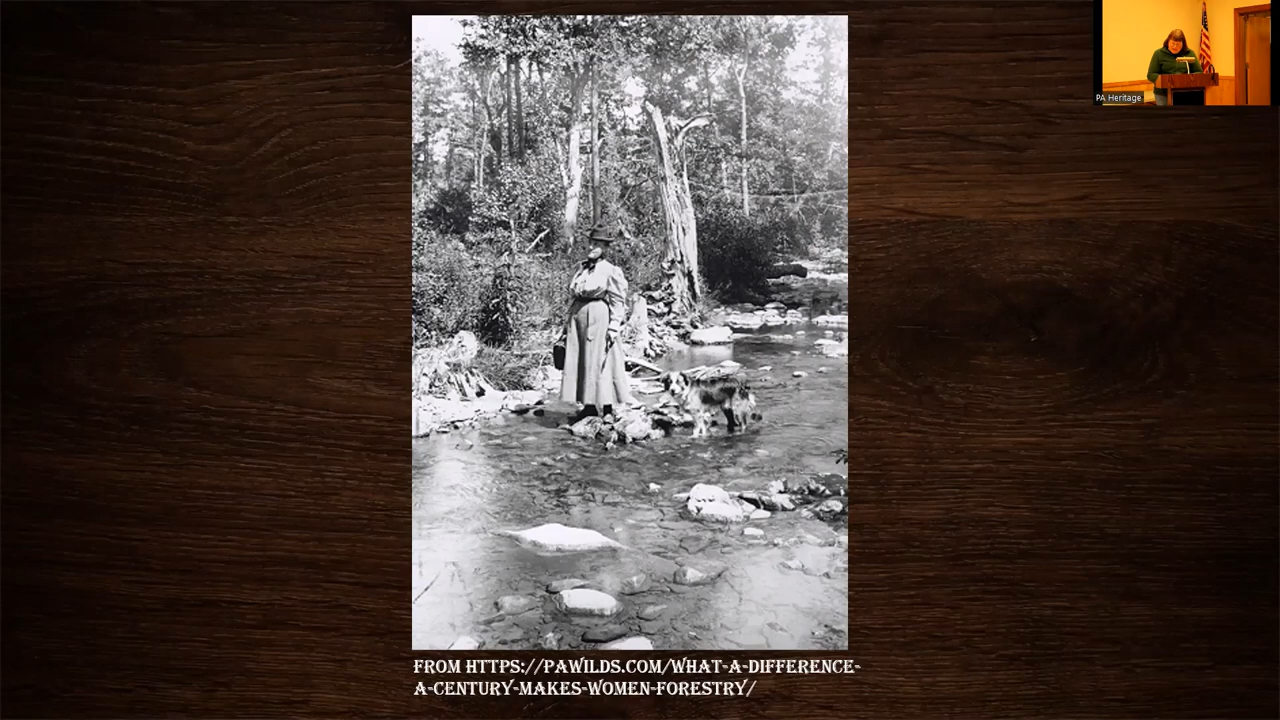 PA Heritage
FROM HTTPS://PAWILDS.COM/WHAT-A-DIFFERENCE-
A-CENTURY-MAKES-WOMEN-FORESTRY/